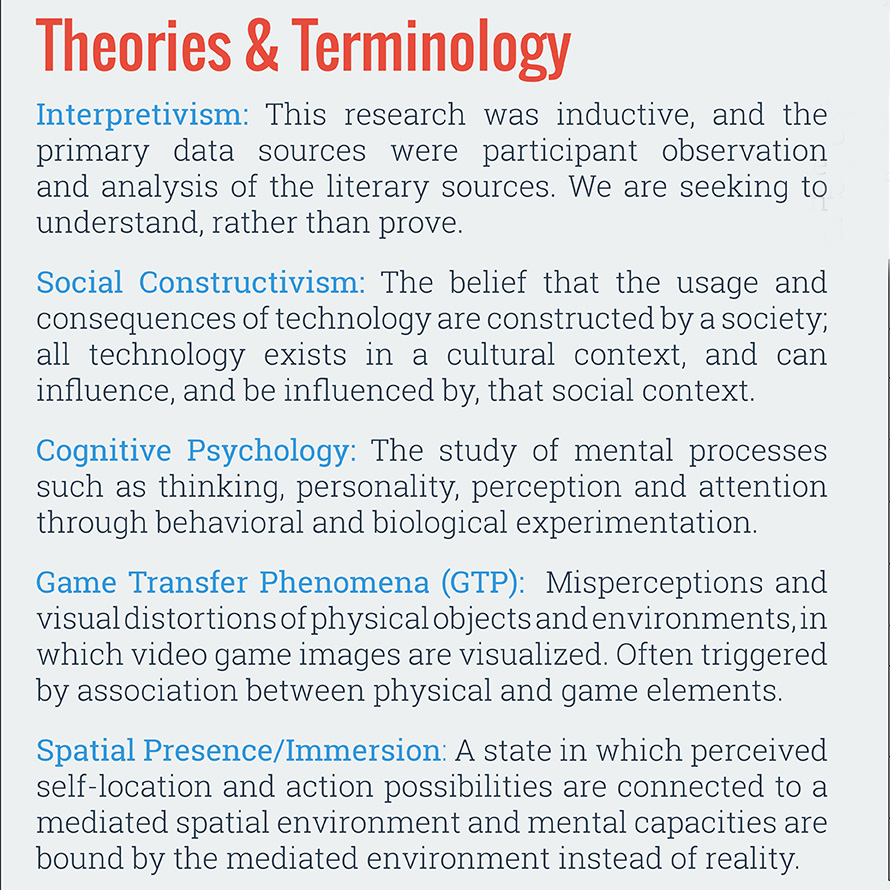 Theories & Terminology
Interpretivism: This research was inductive, and the
primary data sources were participant observation
and analysis of the literary sources. We are seeking to
understand, rather than prove.
Social Constructivism: The belief that the usage and
consequences of technology are constructed by a society;
all technology exists in a cultural context, and can
influence, and be influenced by, that social context.
Cognitive Psychology: The study of mental processes
such as thinking, personality, perception and attention
through behavioral and biological experimentation.
Game Transfer Phenomena (GTP): Misperceptions and
visual distortions of physical objects and environments, in
which video game images are visualized. Often triggered
by association between physical and game elements.
Spatial Presence/Immersion: A state in which perceived
self-location and action possibilities are connected to a
mediated spatial environment and mental capacities are
bound by the mediated environment instead of reality.